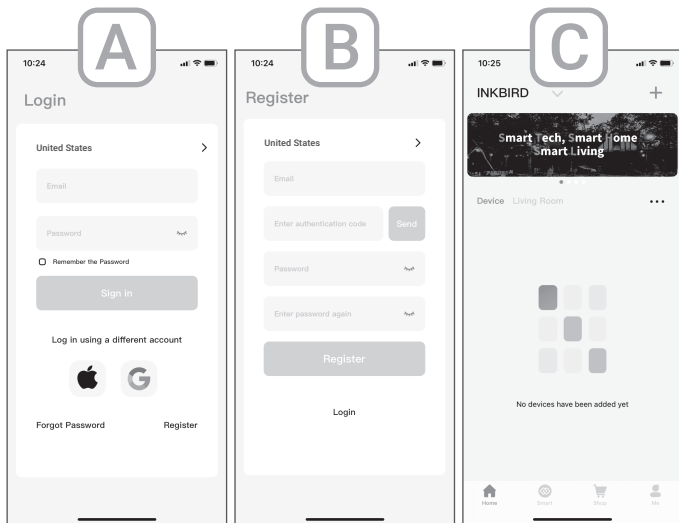 A
10:24
Login
United States
Email
Password
Remember the Password
Sign in
Log in using a different account
G
Forgot Password
Register
B
10:24
Register
United States
Email
Enter authentication code
Send
Password
Enter password again
Register
Login
C
10:25
INKBIRD
Smart Tech, Smart Home
Smart Living
Device Living Room
No devices have been added yet
Home
Smart
Shop
Me